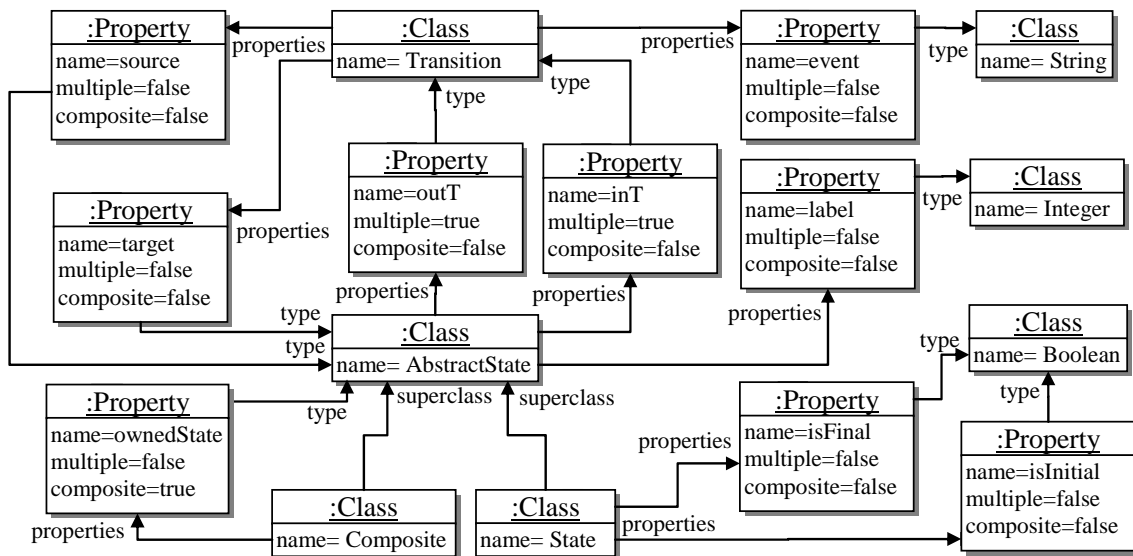 :Property
name=source
multiple=false
composite=false
properties
:Class
name= Transition
properties
:Property
name=event
multiple=false
composite=false
type
:Class
name= String
type
type
:Property
name=target
multiple=false
composite=false
properties
:Property
name=outT
multiple=true
composite=false
:Property
name=inT
multiple=true
composite=false
:Property
name=label
multiple=false
composite=false
type
:Class
name= Integer
properties
properties
properties
type
type
:Class
name= AbstractState
:Class
name= Boolean
type
type
:Property
name=ownedState
multiple=false
composite=true
type
superclass
superclass
properties
:Property
name=isFinal
multiple=false
composite=false
:Property
name=isInitial
multiple=false
composite=false
properties
:Class
name= Composite
:Class
name= State
properties